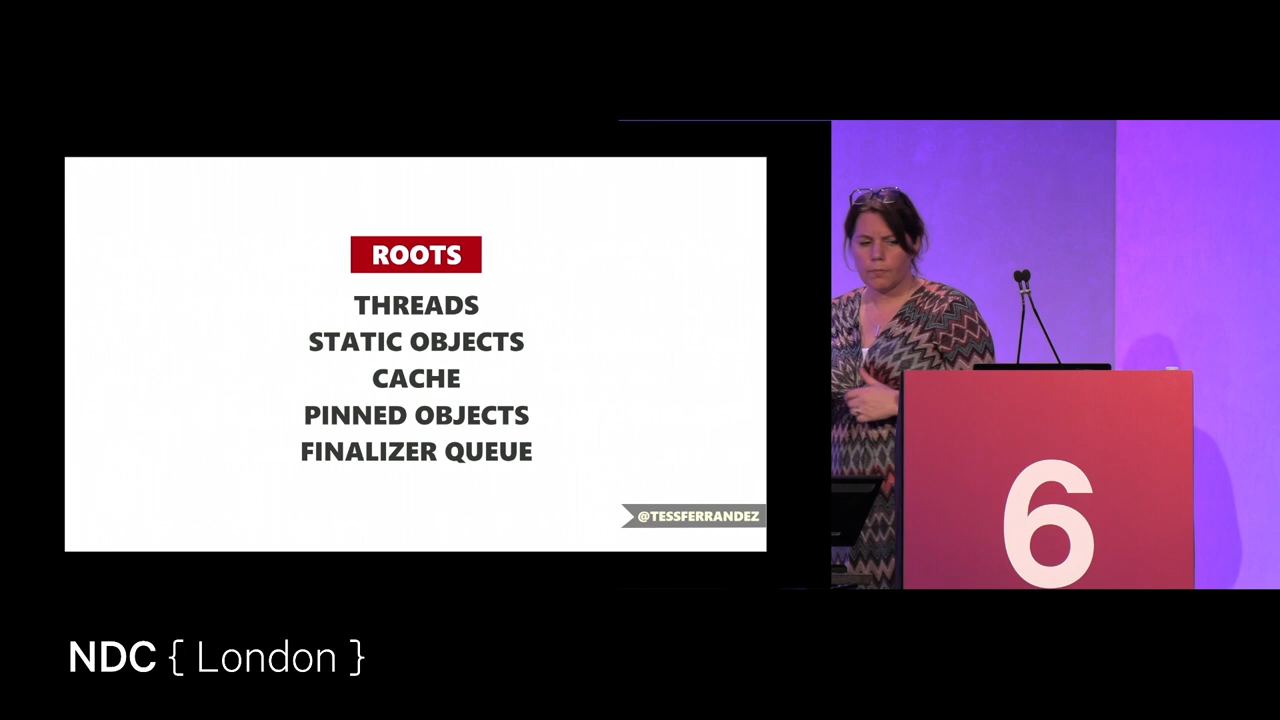 ROOTS
THREADS
STATIC OBJECTS
CACHE
PINNED OBJECTS
FINALIZER QUEUE
@TESSFERRANDEZ
6
NDC { London }